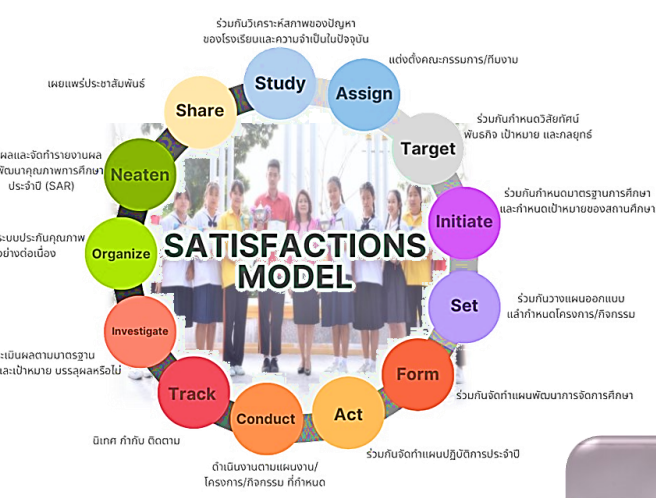 ร่วมกันวิเคราะห์สภาพของปัญหา
ของโรงเรียนและความจำเป็นในปัจจุบัน
Study
แต่งตั้งคณะกรรมการ/ทีมงาน
Assign
ร่วมกันกำหนดวิสัยทัศน์
พันธกิจ เป้าหมาย และกลยุทธ์
Target
ร่วมกันกำหนดมาตรฐานการศึกษา
และกำหนดเป้าหมายของสถานศึกษา
Initiate
ร่วมกันวางแผนออกแบบ
แล้กำหนดโครงการ/กิจกรรม
Set
Form
ร่วมกันจัดทำแผนพัฒนาการจัดการศึกษา
Act
ร่วมกันจัดทำแผนปฏิบัติการประจำปี
Conduct
ดำเนินงานตามแผนงาน/
โครงการ/กิจกรรม ที่กำหนด
Track
นิเทศ กำกับ ติดตาม
Investigate
ะเมินผลตามมาตรฐาน
และเป้าหมาย บรรลุผลหรือไม่
Organize
ระบบประกันคุณภาพ
อย่างต่อเนื่อง
Neaten
ผลและจัดทำรายงานผล
พัฒนาคุณภาพการศึกษา
ประจำปี (SAR)
Share
เผยแพร่ประชาสัมพันธ์
SATISFACTIONS
MODEL